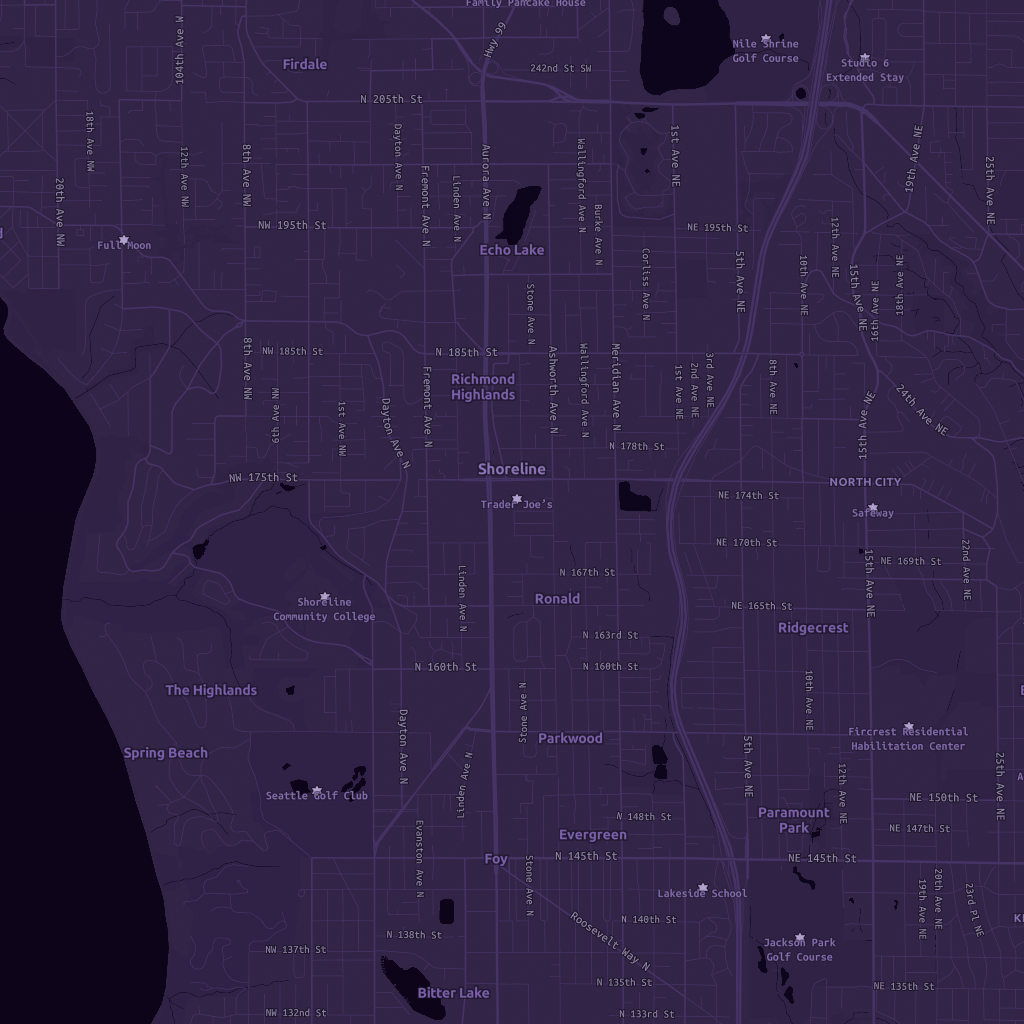 Family Pancake House
Hwy. 99
104th Ave W
Nile Shrine
Golf Course
Firdale
242nd St SW
Studio 6
Extended Stay
N 205th St
18th Ave NW
12th Ave NW
8th Ave NW
Dayton Ave N
Fremont Ave N
Linden Ave N
Aurora Ave N
Wallingford Ave N
Burke Ave N
1st Ave NE
19th Ave NE
25th Ave NE
20th Ave NW
NW 195th St
NE 195th St
Full Moon
Echo Lake
Corliss Ave N
5th Ave NE
10th Ave NE
12th Ave NE
15th Ave NE
16th Ave NE
18th Ave NE
Stone Ave N
8th Ave NW
NW 185th St
N 185th St
Ashworth Ave N
Wallingford Ave N
Meridian Ave N
1st Ave NE
2nd Ave NE
3rd Ave NE
8th Ave NE
Richmond
Highlands
6th Ave NW
1st Ave NW
Dayton Ave N
Fremont Ave N
15th Ave NE
24th Ave NE
N 178th St
Shoreline
NW 175th St
NORTH CITY
Trader Joe's
NE 174th St
Safeway
NE 170th St
NE 169th St
15th Ave NE
22nd Ave NE
Linden Ave N
N 167th St
Shoreline
Community College
Ronald
NE 165th St
Ridgecrest
N 163rd St
N 160th St
N 160th St
The Highlands
10th Ave NE
Stone Ave N
Dayton Ave N
Fircrest Residential
Habilitation Center
Parkwood
Spring Beach
5th Ave NE
12th Ave NE
25th Ave NE
Linden Ave N
Seattle Golf Club
NE 150th St
Paramount
Park
N 148th St
NE 147th St
Evergreen
Evanston Ave N
Foy
N 145th St
NE 145th St
Stone Ave N
Lakeside School
19th Ave NE
20th Ave NE
23rd Pl NE
N 140th St
Roosevelt Way N
N 138th St
NW 137th St
Jackson Park
Golf Course
N 135th St
NE 135th St
Bitter Lake
NW 132nd St
N 133rd St